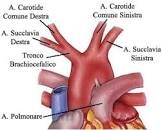 A. Carotide
Comune Destra
A. Carotide
Comune Sinistra
A. Succlavia
Destra
A. Succlavia
Sinistra
Tronco
Brachiocefalico
A. Polmonare